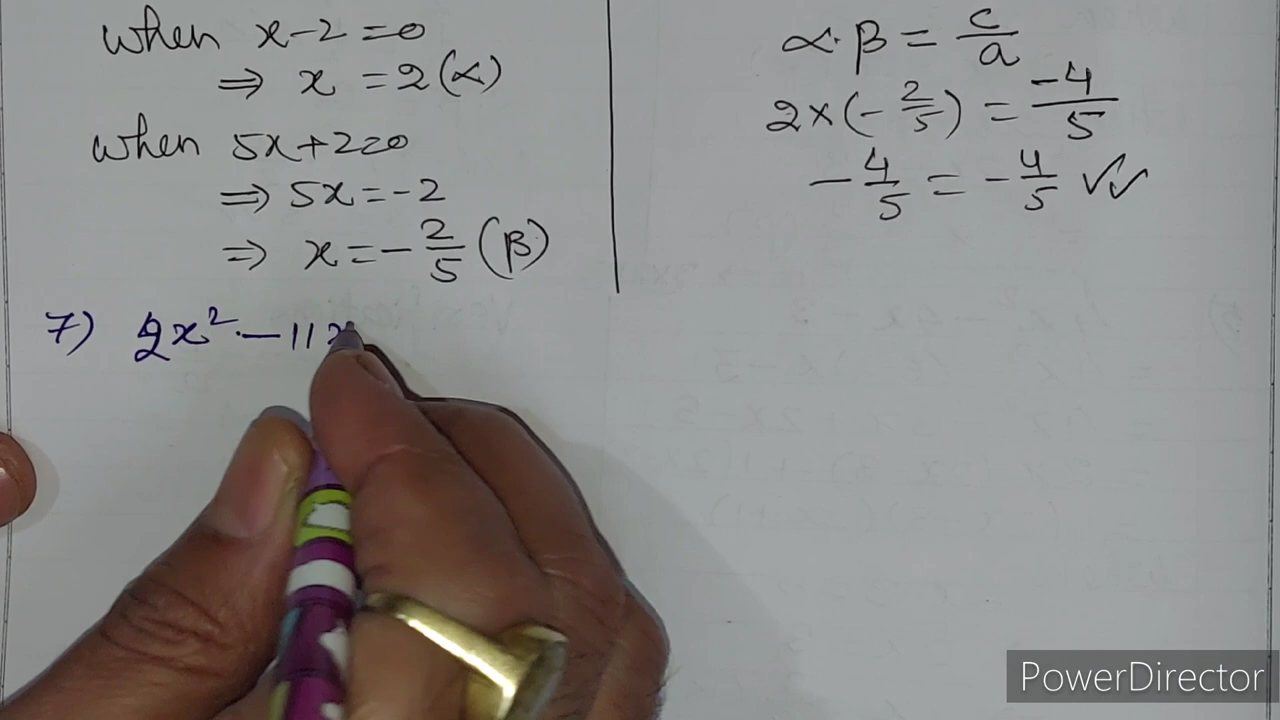 when x-2=0
⇒ x = 2(α)
when 5x+2=0
⇒ 5x=-2
⇒ x=-2/5 (β)
α·β = c/a
2×(-2/5) = -4/5
-4/5 = -4/5 ✓✓
7) 2x² - 11x
PowerDirector